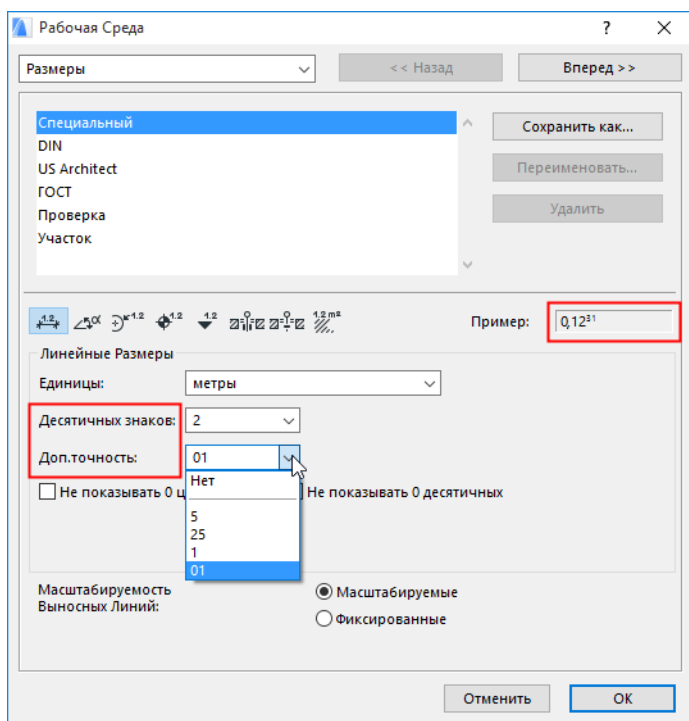 Рабочая Среда
?
Размеры
<< Назад
Вперед >>
Специальный
DIN
US Architect
ГОСТ
Проверка
Участок
Сохранить как...
Переименовать...
Удалить
Пример:
0,12³¹
Линейные Размеры
Единицы:
метры
Десятичных знаков:
2
Доп.точность:
01
Нет
5
25
1
01
Не показывать 0 ц
Не показывать 0 десятичных
Масштабируемость
Выносных Линий:
Масштабируемые
Фиксированные
Отменить
OK